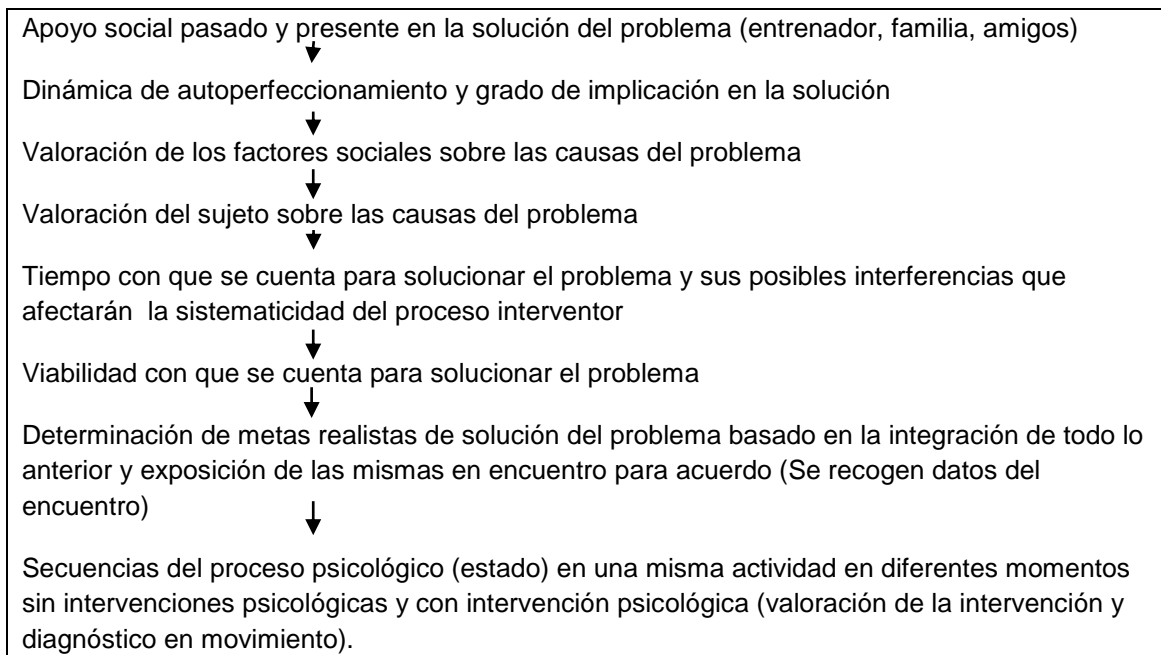 Apoyo social pasado y presente en la solución del problema (entrenador, familia, amigos)
Dinámica de autoperfeccionamiento y grado de implicación en la solución
Valoración de los factores sociales sobre las causas del problema
Valoración del sujeto sobre las causas del problema
Tiempo con que se cuenta para solucionar el problema y sus posibles interferencias que
afectarán la sistematicidad del proceso interventor
Viabilidad con que se cuenta para solucionar el problema
Determinación de metas realistas de solución del problema basado en la integración de todo lo
anterior y exposición de las mismas en encuentro para acuerdo (Se recogen datos del
encuentro)
Secuencias del proceso psicológico (estado) en una misma actividad en diferentes momentos
sin intervenciones psicológicas y con intervención psicológica (valoración de la intervención y
diagnóstico en movimiento).